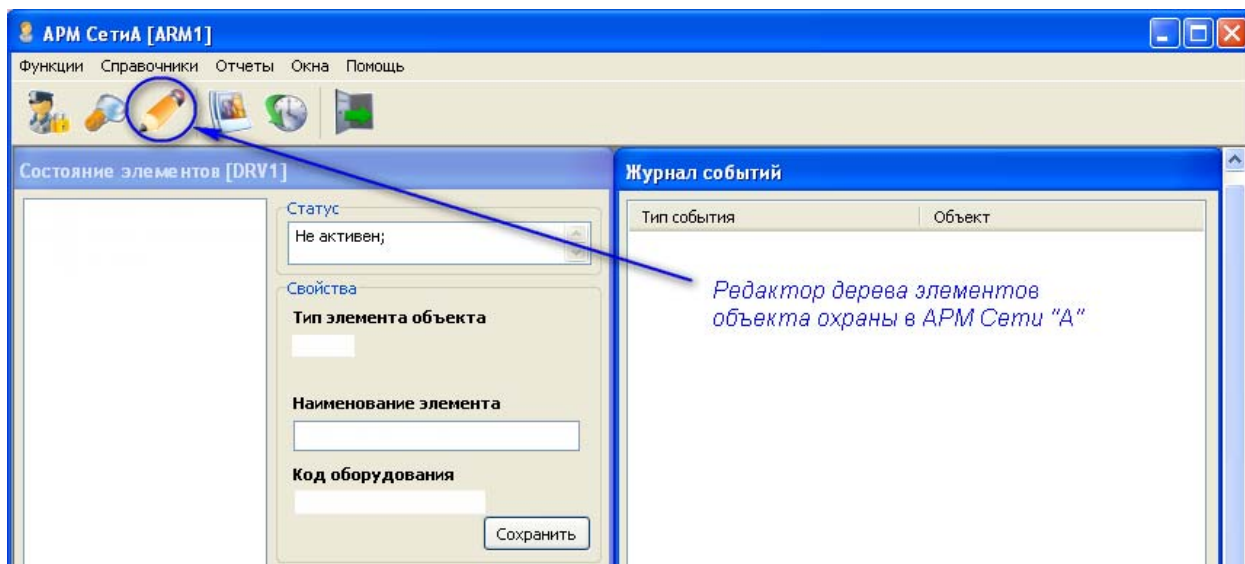 АРМ СетиА [ARM1]
Функции Справочники Отчеты Окна Помощь
Состояние элементов [DRV1]
Статус
Не активен;
Свойства
Тип элемента объекта
Наименование элемента
Код оборудования
Сохранить
Журнал событий
Тип события Объект
Редактор дерева элементов
объекта охраны в АРМ Сети "А"